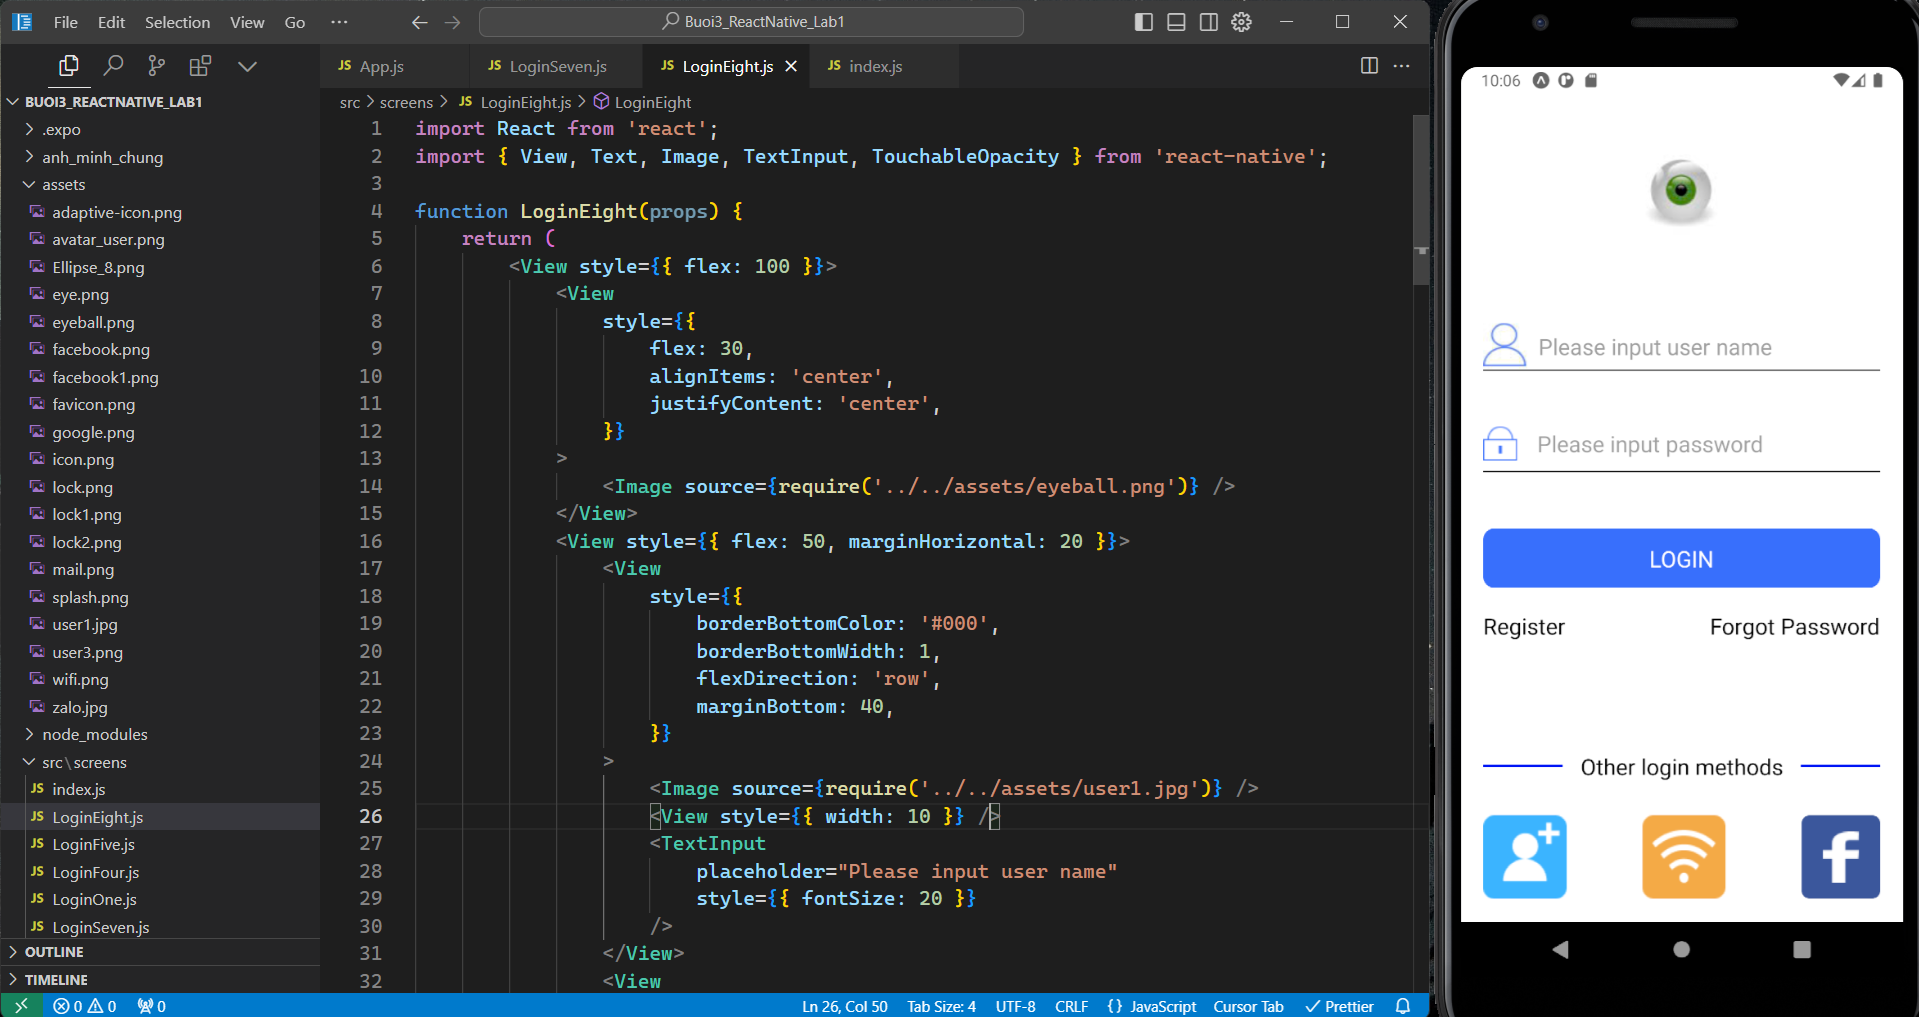 File Edit Selection View Go ···
Buoi3_ReactNative_Lab1
BUOI3_REACTNATIVE_LAB1
.expo
anh_minh_chung
assets
adaptive-icon.png
avatar_user.png
Ellipse_8.png
eye.png
eyeball.png
facebook.png
facebook1.png
favicon.png
google.png
icon.png
lock.png
lock1.png
lock2.png
mail.png
splash.png
user1.jpg
user3.png
wifi.png
zalo.jpg
node_modules
src\screens
JS index.js
JS LoginEight.js
JS LoginFive.js
JS LoginFour.js
JS LoginOne.js
JS LoginSeven.js
OUTLINE
TIMELINE
JS App.js JS LoginSeven.js JS LoginEight.js JS index.js
src > screens > JS LoginEight.js > LoginEight
1 import React from 'react';
2 import { View, Text, Image, TextInput, TouchableOpacity } from 'react-native';
3
4 function LoginEight(props) {
5 return (
6 <View style={{ flex: 100 }}>
7 <View
8 style={{
9 flex: 30,
10 alignItems: 'center',
11 justifyContent: 'center',
12 }}
13 >
14 <Image source={require('../../assets/eyeball.png')} />
15 </View>
16 <View style={{ flex: 50, marginHorizontal: 20 }}>
17 <View
18 style={{
19 borderBottomColor: '#000',
20 borderBottomWidth: 1,
21 flexDirection: 'row',
22 marginBottom: 40,
23 }}
24 >
25 <Image source={require('../../assets/user1.jpg')} />
26 <View style={{ width: 10 }} />
27 <TextInput
28 placeholder="Please input user name"
29 style={{ fontSize: 20 }}
30 />
31 </View>
32 <View
0 0 0 Ln 26, Col 50 Tab Size: 4 UTF-8 CRLF {} JavaScript Cursor Tab Prettier
10:06
Please input user name
Please input password
LOGIN
Register Forgot Password
Other login methods
f